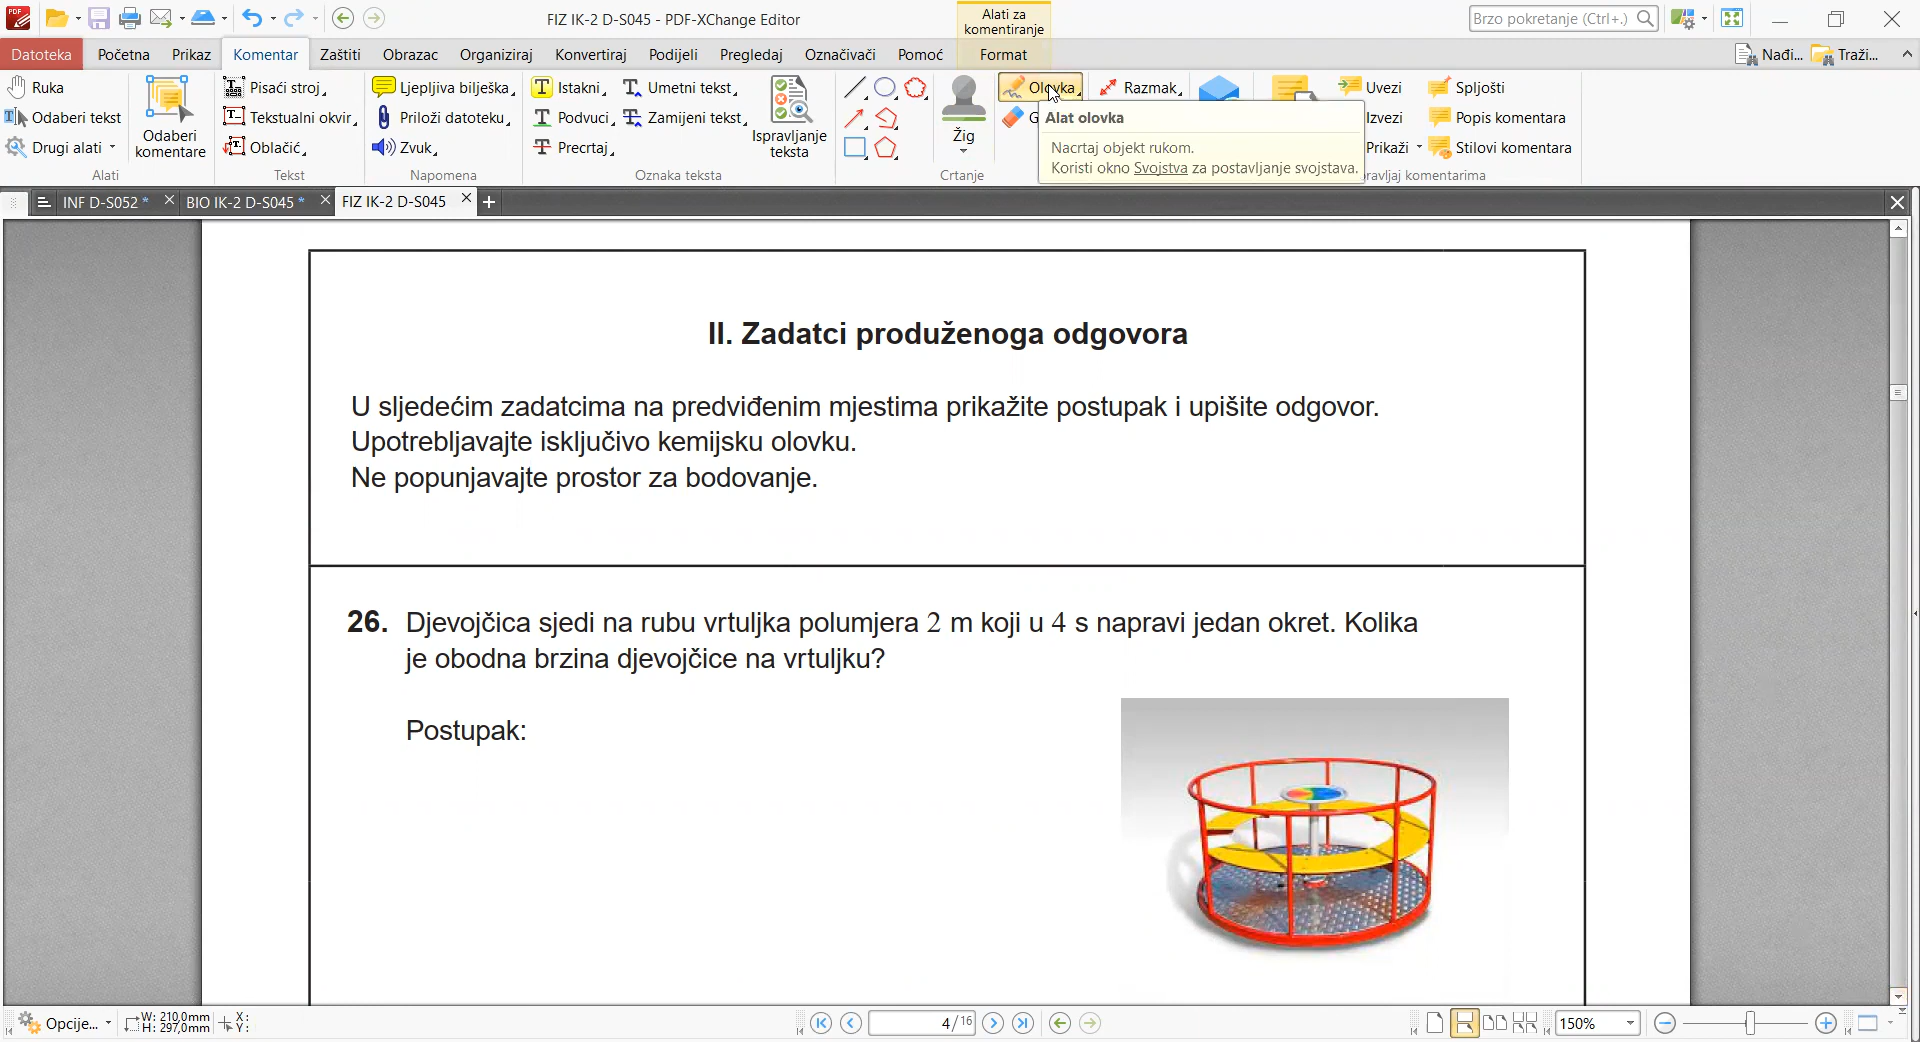 FIZ IK-2 D-S045 - PDF-XChange Editor
Alati za
komentiranje
Brzo pokretanje (Ctrl+.)
Datoteka Početna Prikaz Komentar Zaštiti Obrazac Organiziraj Konvertiraj Podijeli Pregledaj Označivači Pomoć Format
Nađi... Traži...
Ruka
Odaberi tekst
Drugi alati
Odaberi
komentare
Alati
Pisaći stroj
Tekstualni okvir
Oblačić
Tekst
Ljepljiva bilješka
Priloži datoteku
Zvuk
Napomena
Istakni
Podvuci
Precrtaj
Umetni tekst
Zamijeni tekst
Ispravljanje
teksta
Oznaka teksta
Žig
Crtanje
Olovka
G
Razmak
Uvezi
Izvezi
Prikaži
Spljošti
Popis komentara
Stilovi komentara
ravljaj komentarima
Alat olovka
Nacrtaj objekt rukom.
Koristi okno Svojstva za postavljanje svojstava.
INF D-S052 * BIO IK-2 D-S045 * FIZ IK-2 D-S045
II. Zadatci produženoga odgovora
U sljedećim zadatcima na predviđenim mjestima prikažite postupak i upišite odgovor.
Upotrebljavajte isključivo kemijsku olovku.
Ne popunjavajte prostor za bodovanje.
26. Djevojčica sjedi na rubu vrtuljka polumjera 2 m koji u 4 s napravi jedan okret. Kolika
je obodna brzina djevojčice na vrtuljku?
Postupak:
Opcije...
W: 210,0mm
H: 297,0mm
X:
Y:
4/16
150%